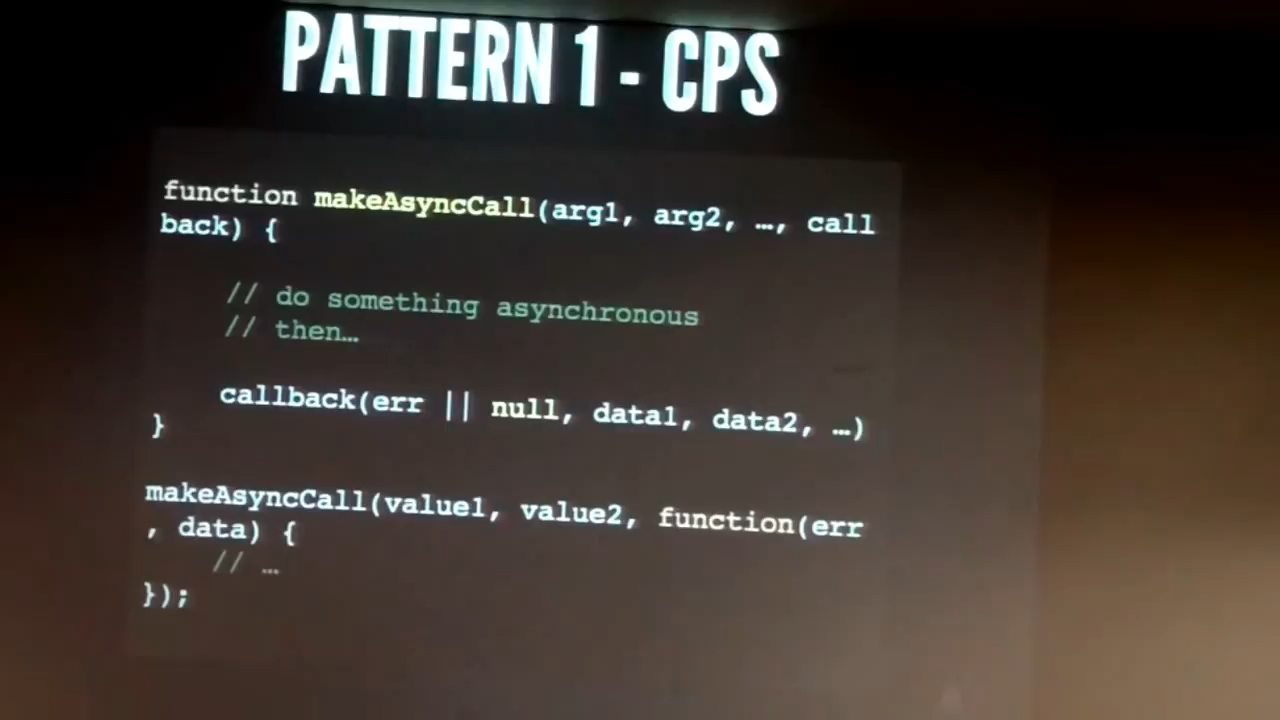 PATTERN 1 - CPS
function makeAsyncCall(arg1, arg2, …, call
back) {
// do something asynchronous
// then…
callback(err || null, data1, data2, …)
}
makeAsyncCall(value1, value2, function(err
, data) {
// …
});